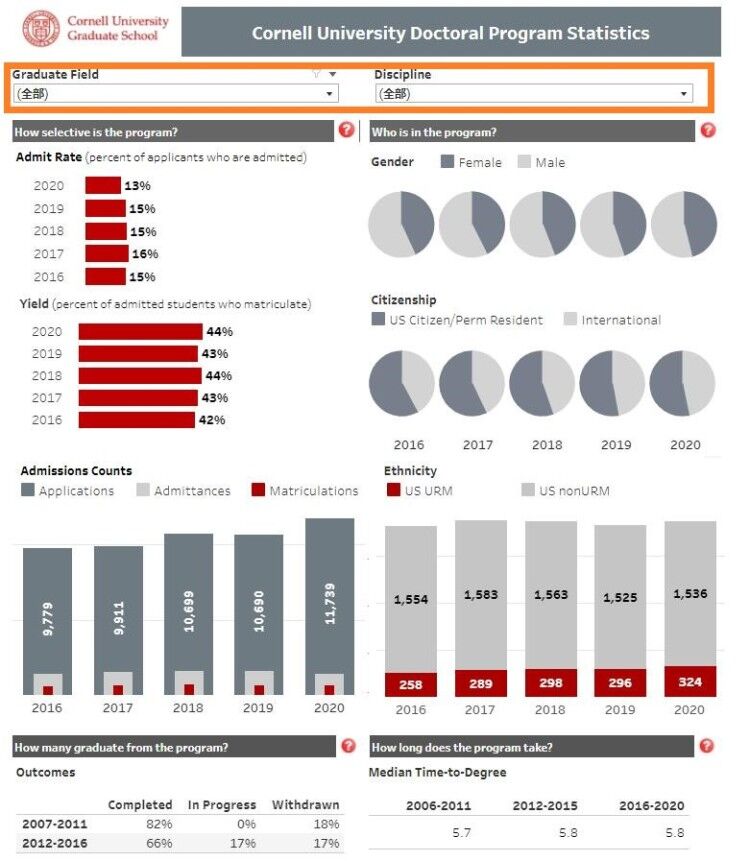 Cornell University
Graduate School
Cornell University Doctoral Program Statistics
Graduate Field
(全部)
Discipline
(全部)
How selective is the program?
?
Admit Rate (percent of applicants who are admitted)
2020 13%
2019 15%
2018 15%
2017 16%
2016 15%
Yield (percent of admitted students who matriculate)
2020 44%
2019 43%
2018 44%
2017 43%
2016 42%
Admissions Counts
Applications Admittances Matriculations
9,779 9,911 10,699 10,690 11,739
2016 2017 2018 2019 2020
Who is in the program?
?
Gender Female Male
Citizenship
US Citizen/Perm Resident International
2016 2017 2018 2019 2020
Ethnicity
US URM US nonURM
1,554 1,583 1,563 1,525 1,536
258 289 298 296 324
2016 2017 2018 2019 2020
How many graduate from the program?
?
Outcomes
Completed In Progress Withdrawn
2007-2011 82% 0% 18%
2012-2016 66% 17% 17%
How long does the program take?
?
Median Time-to-Degree
2006-2011 2012-2015 2016-2020
5.7 5.8 5.8